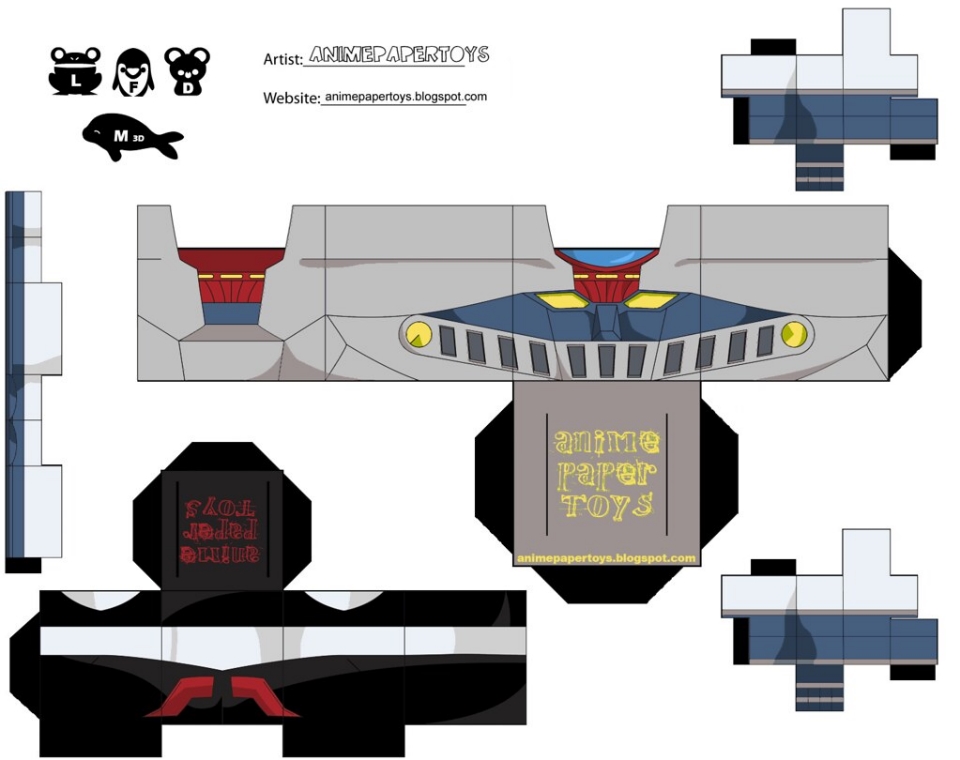 L F D
Artist: ANIMEPAPERTOYS
Website: animepapertoys.blogspot.com
M 3D
anime
paper
TOYS
animepapertoys.blogspot.com
anime
paper
TOYS